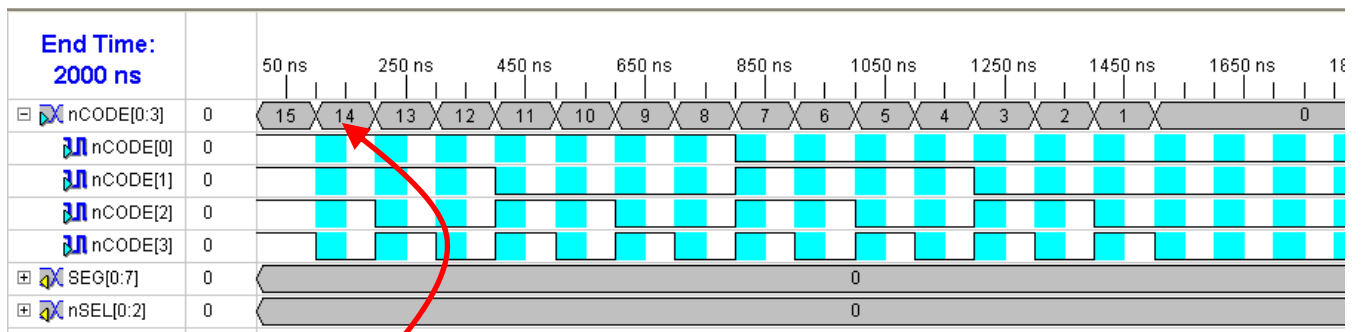 End Time:
2000 ns
50 ns 250 ns 450 ns 650 ns 850 ns 1050 ns 1250 ns 1450 ns 1650 ns 18
nCODE[0:3] 0 15 14 13 12 11 10 9 8 7 6 5 4 3 2 1 0
nCODE[0] 0
nCODE[1] 0
nCODE[2] 0
nCODE[3] 0
SEG[0:7] 0 0
nSEL[0:2] 0 0